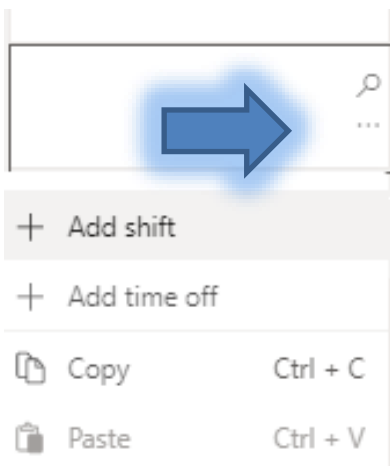 Add shift
Add time off
Copy Ctrl + C
Paste Ctrl + V